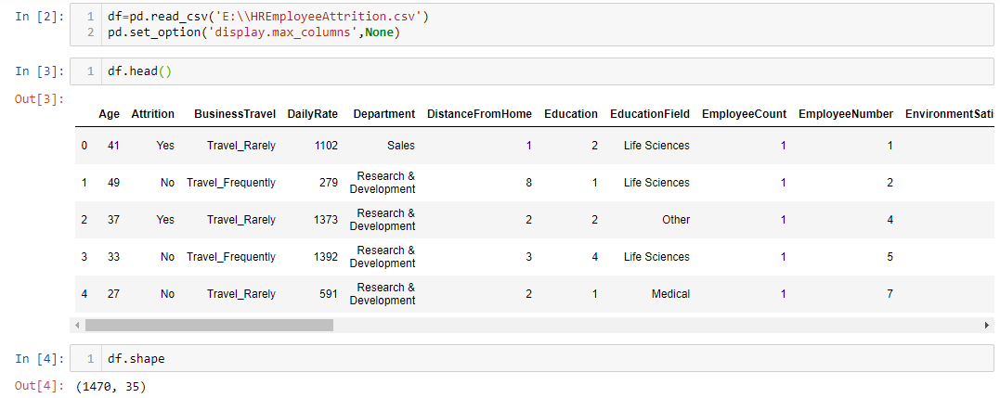 In [2]:
1 df=pd.read_csv('E:\\HREmployeeAttrition.csv')
2 pd.set_option('display.max_columns',None)
In [3]:
1 df.head()
Out[3]:
Age Attrition BusinessTravel DailyRate Department DistanceFromHome Education EducationField EmployeeCount EmployeeNumber EnvironmentSatis
0 41 Yes Travel_Rarely 1102 Sales 1 2 Life Sciences 1 1
1 49 No Travel_Frequently 279 Research & Development 8 1 Life Sciences 1 2
2 37 Yes Travel_Rarely 1373 Research & Development 2 2 Other 1 4
3 33 No Travel_Frequently 1392 Research & Development 3 4 Life Sciences 1 5
4 27 No Travel_Rarely 591 Research & Development 2 1 Medical 1 7
In [4]:
1 df.shape
Out[4]: (1470, 35)